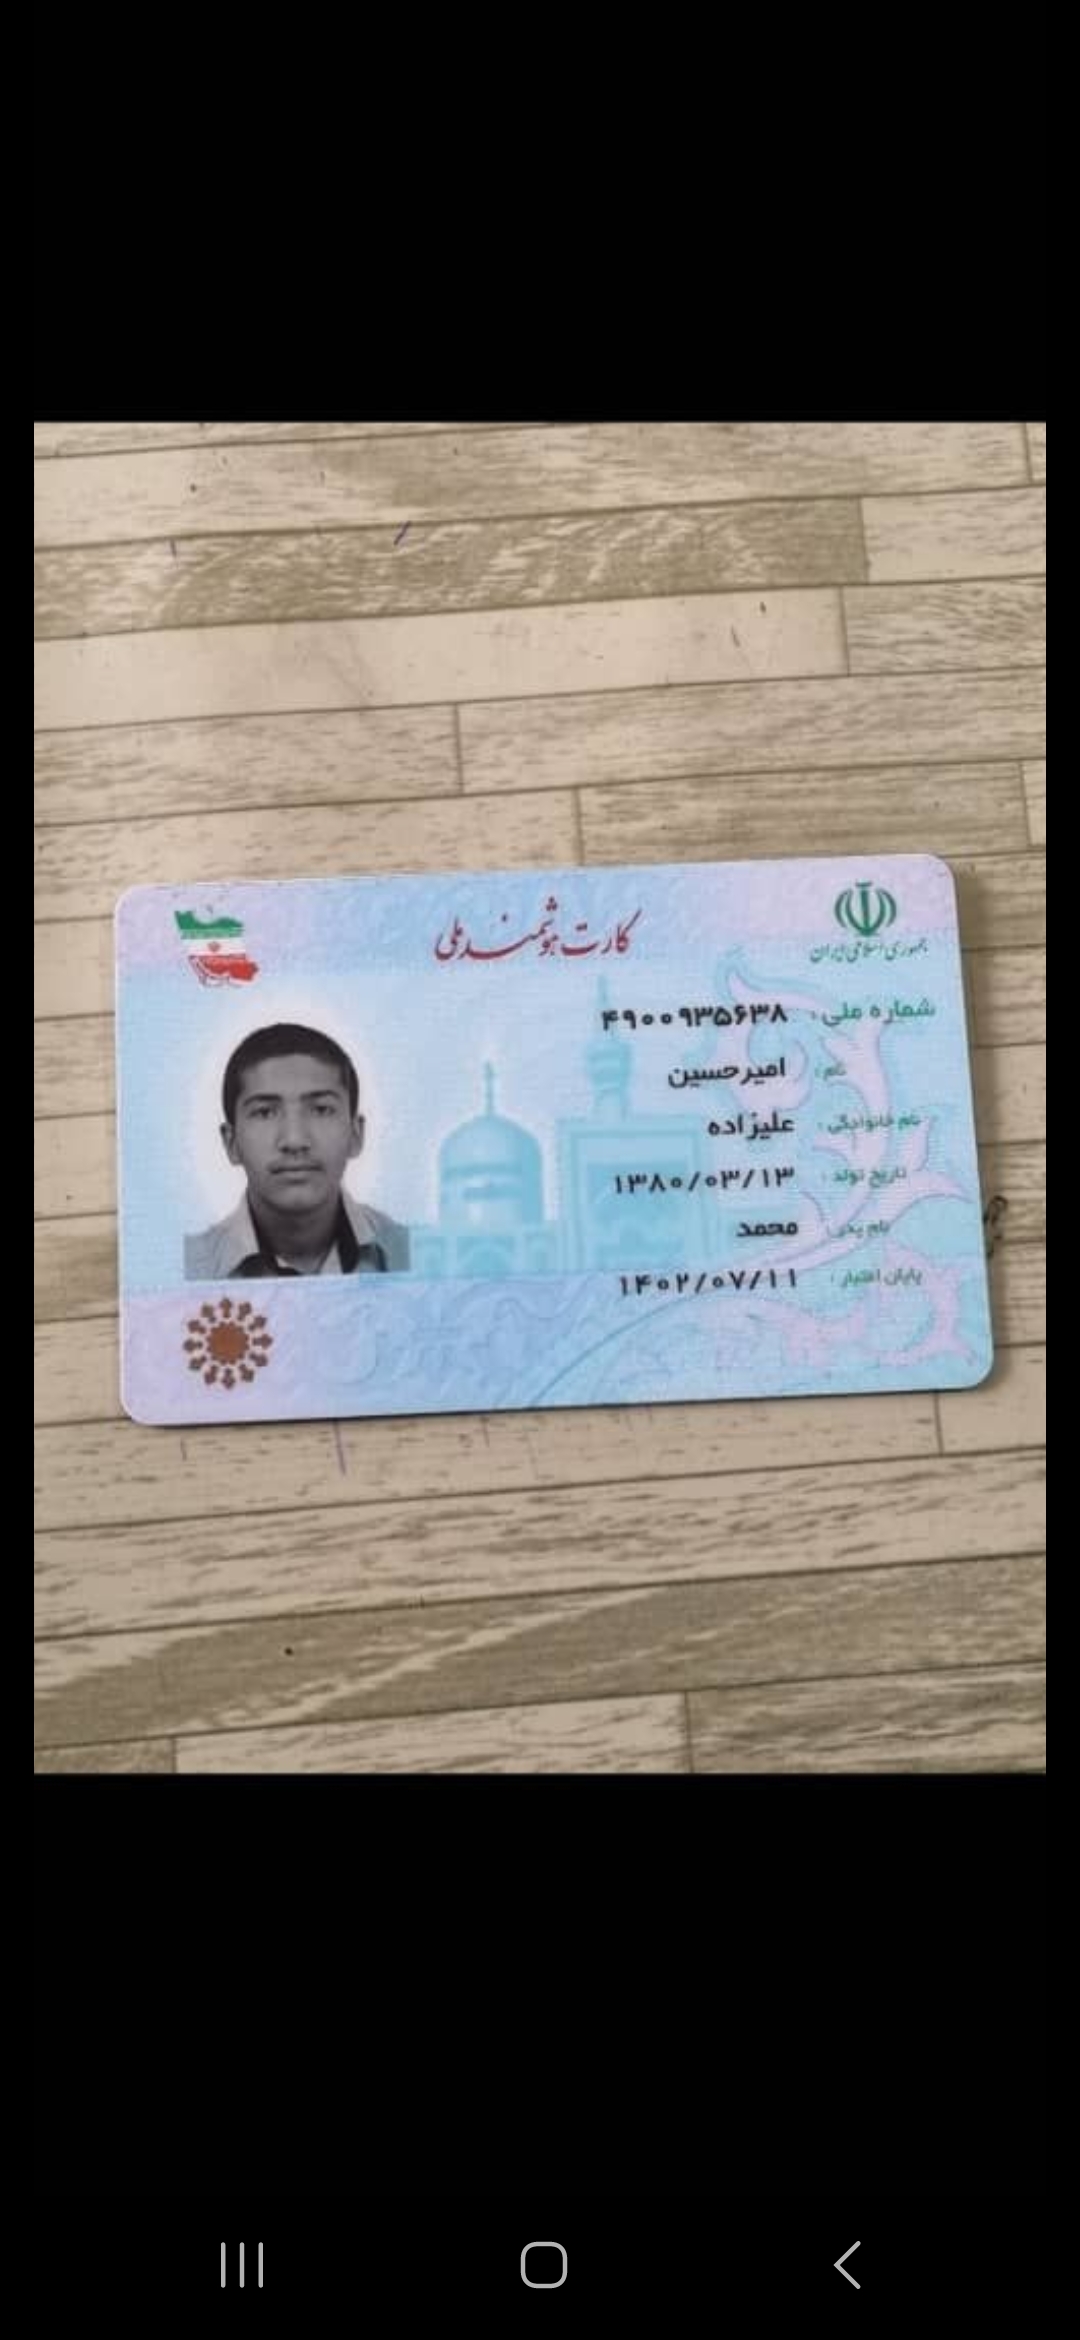 کارت هوشمند ملی
جمهوری اسلامی ایران
شماره ملی: ۴۹۰۰۹۳۵۶۳۸
نام: امیرحسین
نام خانوادگی: علیزاده
تاریخ تولد: ۱۳۸۰/۰۳/۱۳
نام پدر: محمد
پایان اعتبار: ۱۴۰۲/۰۷/۱۱